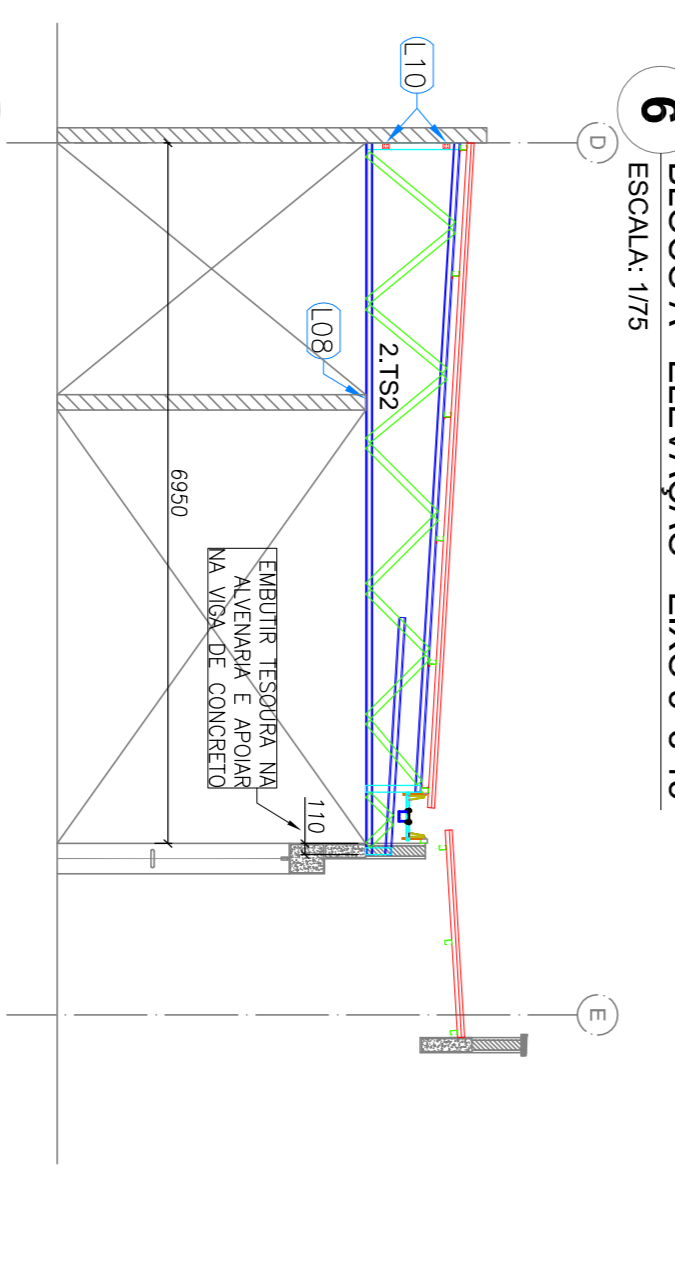 6
ESCALA: 1/75
D
E
L10
L08
2.TS2
6950
110
EMBUTIR TESOURA NA
ALVENARIA E APOIAR
NA VIGA DE CONCRETO